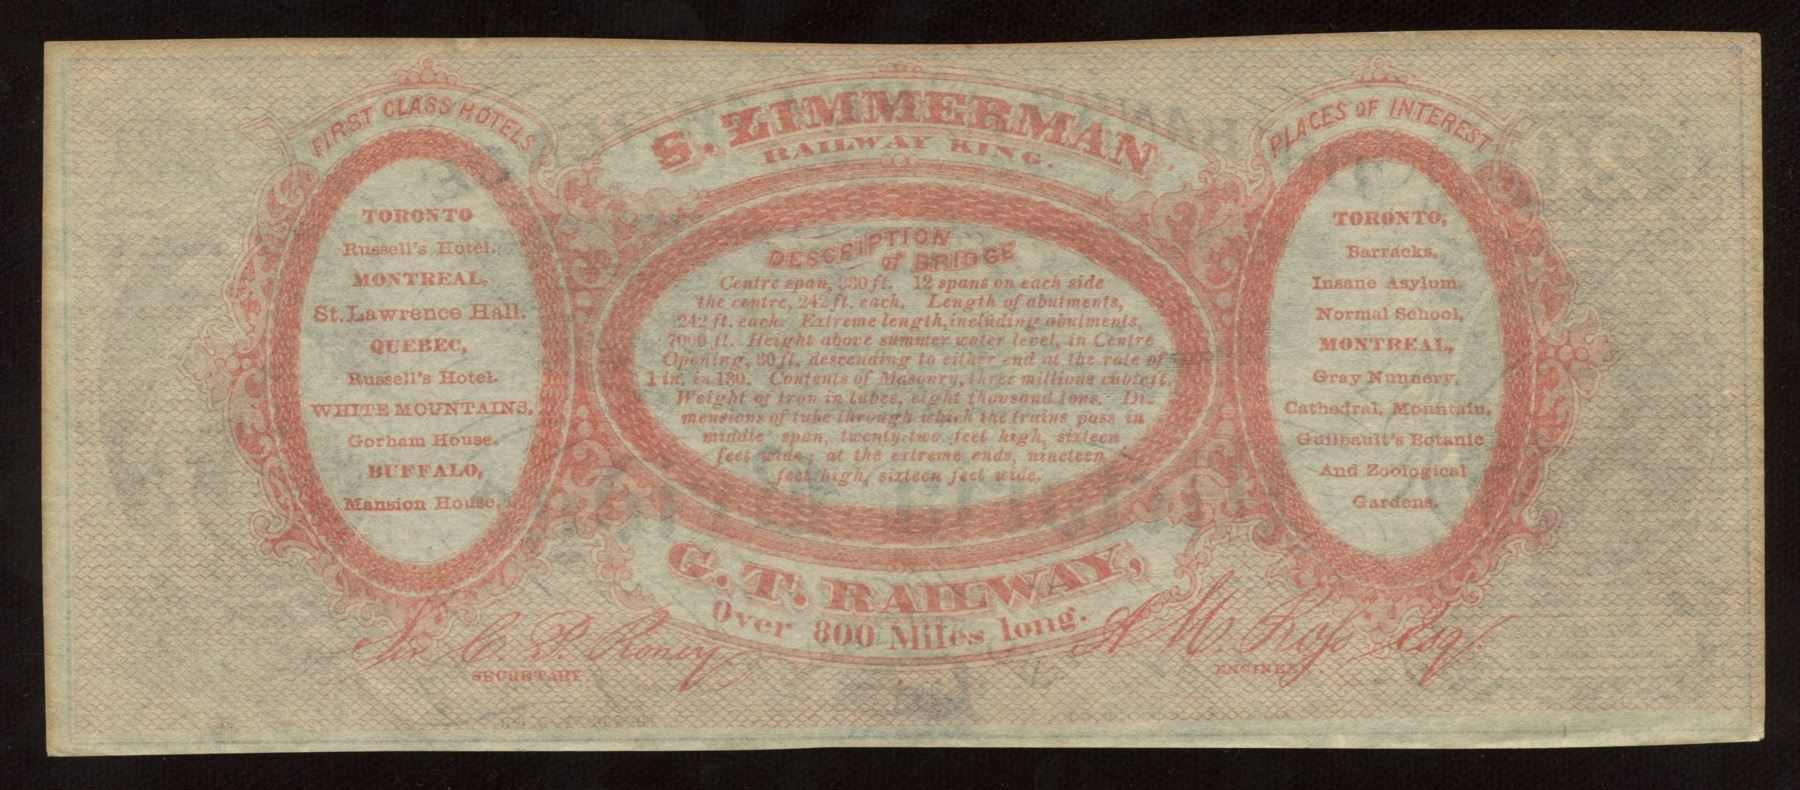 FIRST CLASS HOTELS
TORONTO
Russell's Hotel.
MONTREAL,
St. Lawrence Hall.
QUEBEC,
Russell's Hotel.
WHITE MOUNTAINS,
Gorham House.
BUFFALO,
Mansion House.
S. ZIMMERMAN
RAILWAY KING.
DESCRIPTION
of BRIDGE
Centre span, 330 ft. 12 spans on each side
the centre, 242 ft. each. Length of abutments,
242 ft. each. Extreme length, including abutments,
7000 ft. Height above summer water level, in Centre
Opening, 60 ft. descending to either end at the rate of
1 in. in 130. Contents of Masonry, three millions cubic ft.
Weight of Iron in tubes, eight thousand tons. Di-
mensions of tube through which the trains pass in
middle span, twenty-two feet high, sixteen
feet wide; at the extreme ends, nineteen
feet high, sixteen feet wide.
G. T. RAILWAY,
Over 800 Miles long.
PLACES OF INTEREST
TORONTO,
Barracks,
Insane Asylum,
Normal School,
MONTREAL,
Gray Nunnery,
Cathedral, Mountain,
Guilbault's Botanic
And Zoological
Gardens.
Sir C. P. Roney
SECRETARY
A M. Ross Esq.
ENGINEER